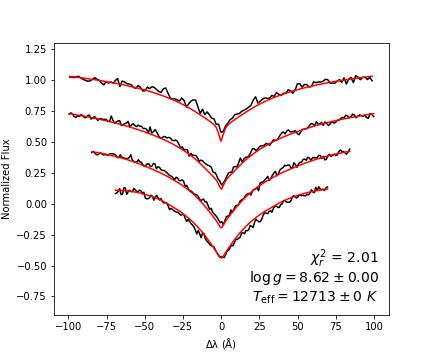 1.25
1.00
0.75
0.50
0.25
0.00
−0.25
−0.50
−0.75
Normalized Flux
χ²ᵣ = 2.01
log g = 8.62 ± 0.00
T_eff = 12713 ± 0 K
−100 −75 −50 −25 0 25 50 75 100
Δλ (Å)